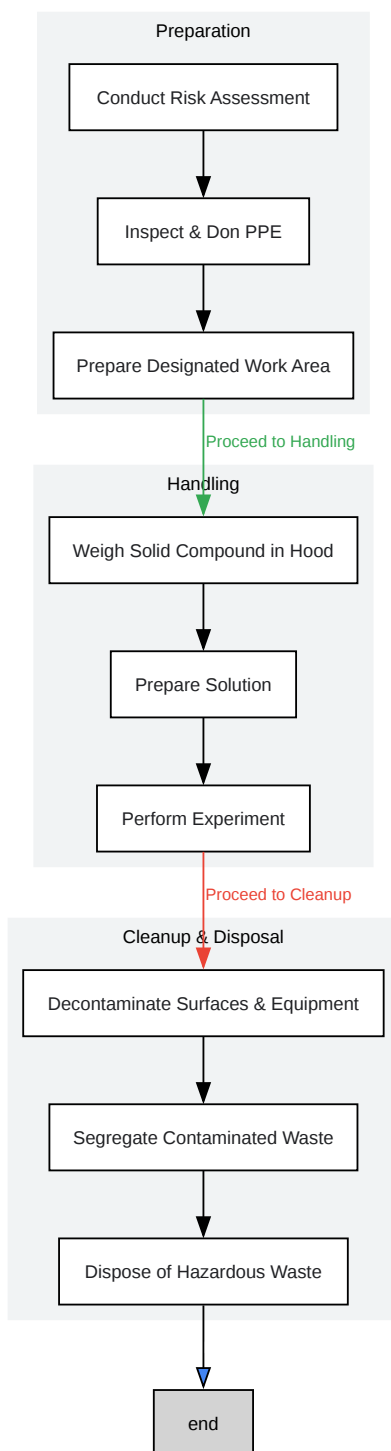 Preparation
Conduct Risk Assessment
Inspect & Don PPE
Prepare Designated Work Area
Proceed to Handling
Handling
Weigh Solid Compound in Hood
Prepare Solution
Perform Experiment
Proceed to Cleanup
Cleanup & Disposal
Decontaminate Surfaces & Equipment
Segregate Contaminated Waste
Dispose of Hazardous Waste
end